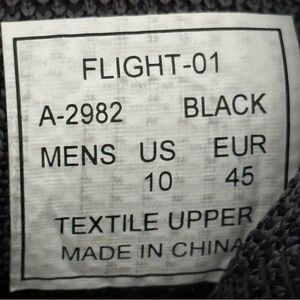 FLIGHT-01
A-2982 BLACK
MENS US EUR
10 45
TEXTILE UPPER
MADE IN CHINA